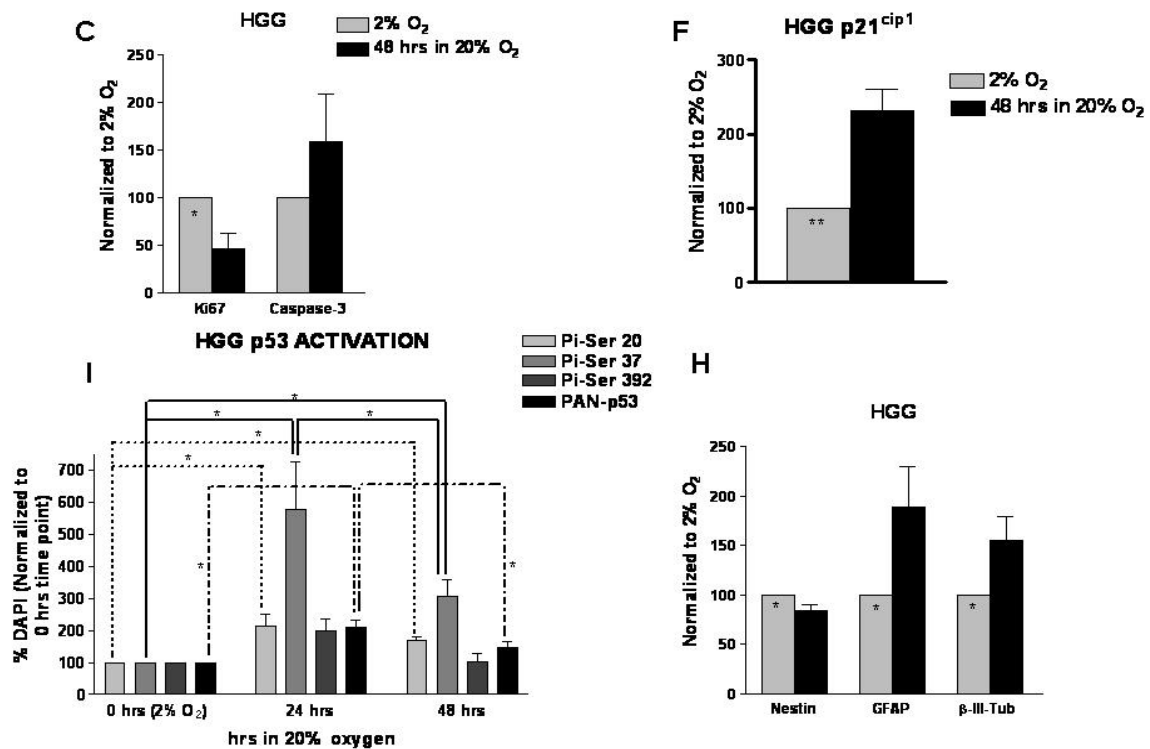 C
HGG
2% O₂
48 hrs in 20% O₂
Normalized to 2% O₂
250
200
150
100
50
0
*
Ki67
Caspase-3
F
HGG p21^cip1
2% O₂
48 hrs in 20% O₂
Normalized to 2% O₂
300
200
100
0
**
HGG p53 ACTIVATION
I
Pi-Ser 20
Pi-Ser 37
Pi-Ser 392
PAN-p53
% DAPI (Normalized to
0 hrs time point)
700
600
500
400
300
200
100
0
*
*
*
*
*
*
*
0 hrs (2% O₂)
24 hrs
48 hrs
hrs in 20% oxygen
H
HGG
Normalized to 2% O₂
250
200
150
100
50
0
*
*
*
Nestin
GFAP
β-III-Tub